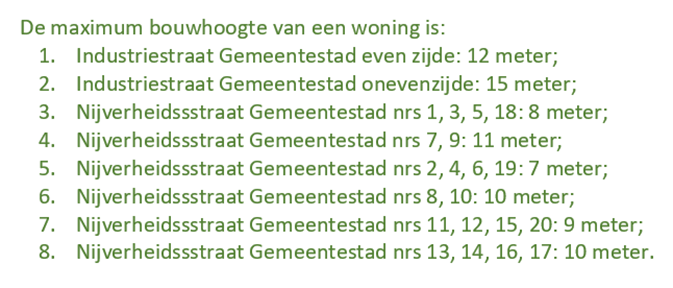 De maximum bouwhoogte van een woning is:
1. Industriestraat Gemeentestad even zijde: 12 meter;
2. Industriestraat Gemeentestad onevenzijde: 15 meter;
3. Nijverheidssstraat Gemeentestad nrs 1, 3, 5, 18: 8 meter;
4. Nijverheidssstraat Gemeentestad nrs 7, 9: 11 meter;
5. Nijverheidssstraat Gemeentestad nrs 2, 4, 6, 19: 7 meter;
6. Nijverheidssstraat Gemeentestad nrs 8, 10: 10 meter;
7. Nijverheidssstraat Gemeentestad nrs 11, 12, 15, 20: 9 meter;
8. Nijverheidssstraat Gemeentestad nrs 13, 14, 16, 17: 10 meter.